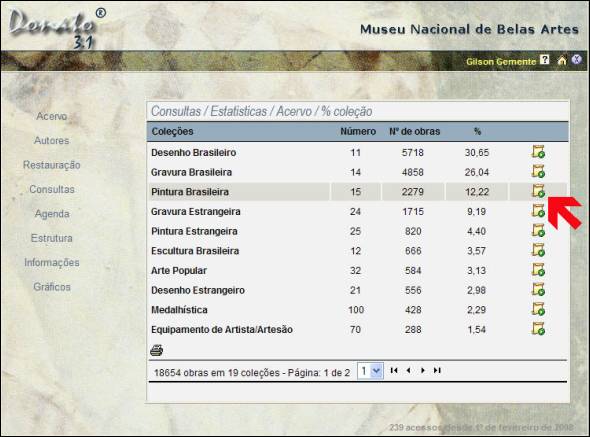 Donato ®
3.1
Museu Nacional de Belas Artes
Gilson Gemente ?
Acervo
Autores
Restauração
Consultas
Agenda
Estrutura
Informações
Gráficos
Consultas / Estatisticas / Acervo / % coleção
Coleções Número Nº de obras %
Desenho Brasileiro 11 5718 30,65
Gravura Brasileira 14 4858 26,04
Pintura Brasileira 15 2279 12,22
Gravura Estrangeira 24 1715 9,19
Pintura Estrangeira 25 820 4,40
Escultura Brasileira 12 666 3,57
Arte Popular 32 584 3,13
Desenho Estrangeiro 21 556 2,98
Medalhística 100 428 2,29
Equipamento de Artista/Artesão 70 288 1,54
18654 obras em 19 coleções - Página: 1 de 2 1
239 acessos desde 1º de fevereiro de 2008